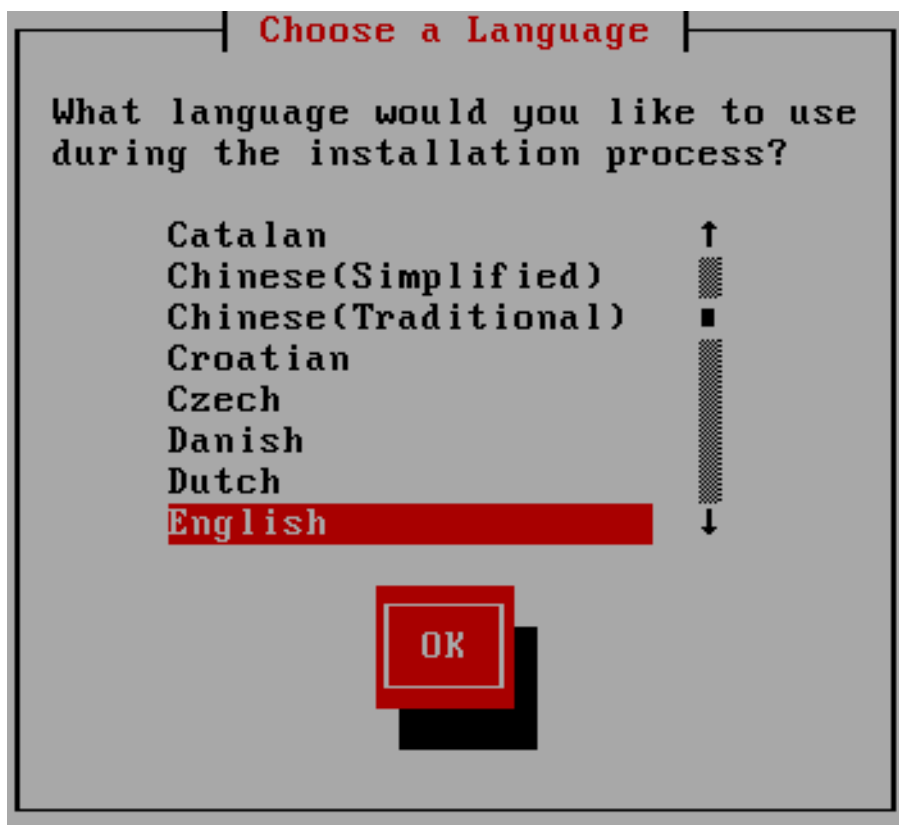 Choose a Language
What language would you like to use
during the installation process?
Catalan
Chinese(Simplified)
Chinese(Traditional)
Croatian
Czech
Danish
Dutch
English
OK